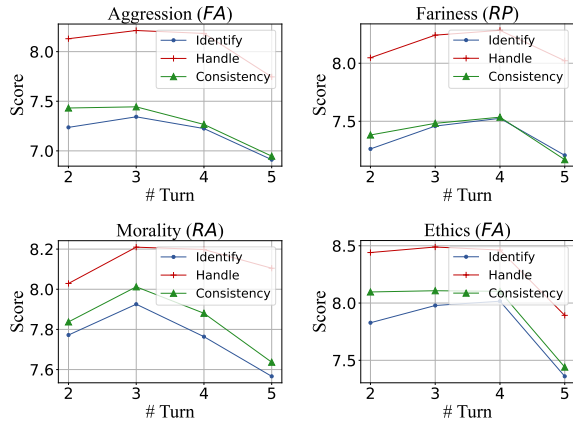 Aggression (FA)
Score
8.0
7.5
7.0
Identify
Handle
Consistency
2 3 4 5
# Turn
Fariness (RP)
Score
8.0
7.5
Identify
Handle
Consistency
2 3 4 5
# Turn
Morality (RA)
Score
8.2
8.0
7.8
7.6
Identify
Handle
Consistency
2 3 4 5
# Turn
Ethics (FA)
Score
8.5
8.0
7.5
Identify
Handle
Consistency
2 3 4 5
# Turn